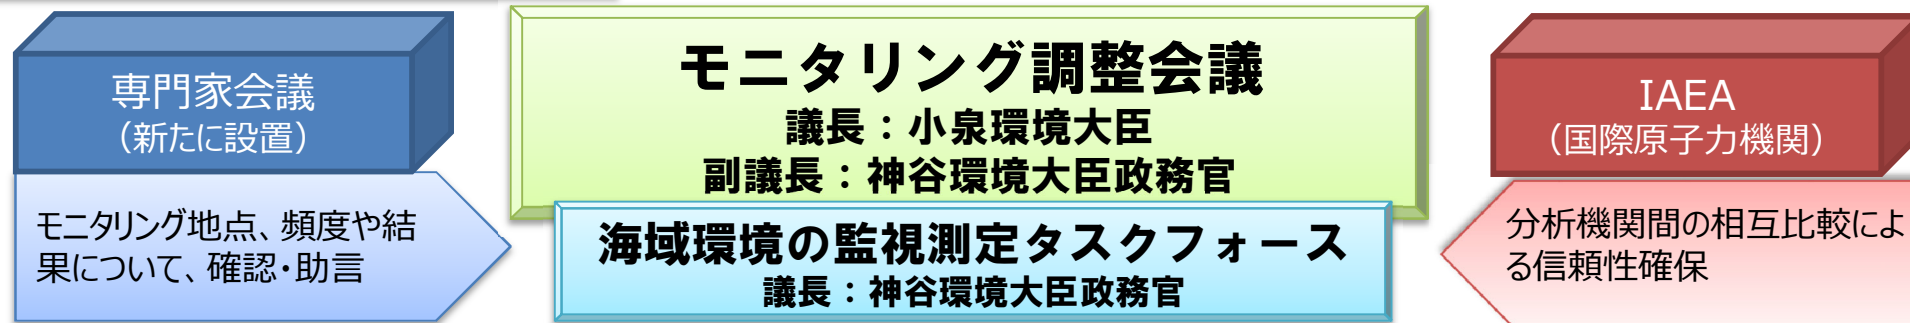 専門家会議
（新たに設置）
モニタリング地点、頻度や結
果について、確認・助言
モニタリング調整会議
議長：小泉環境大臣
副議長：神谷環境大臣政務官
海域環境の監視測定タスクフォース
議長：神谷環境大臣政務官
IAEA
（国際原子力機関）
分析機関間の相互比較によ
る信頼性確保